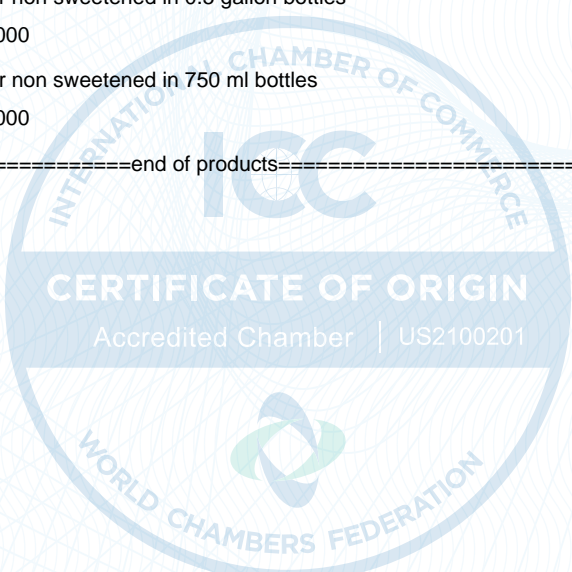 non sweetened in 0.5 gallon bottles
000
non sweetened in 750 ml bottles
000
===========end of products========================
INTERNATIONAL CHAMBER OF COMMERCE
ICC
CERTIFICATE OF ORIGIN
Accredited Chamber | US2100201
WORLD CHAMBERS FEDERATION